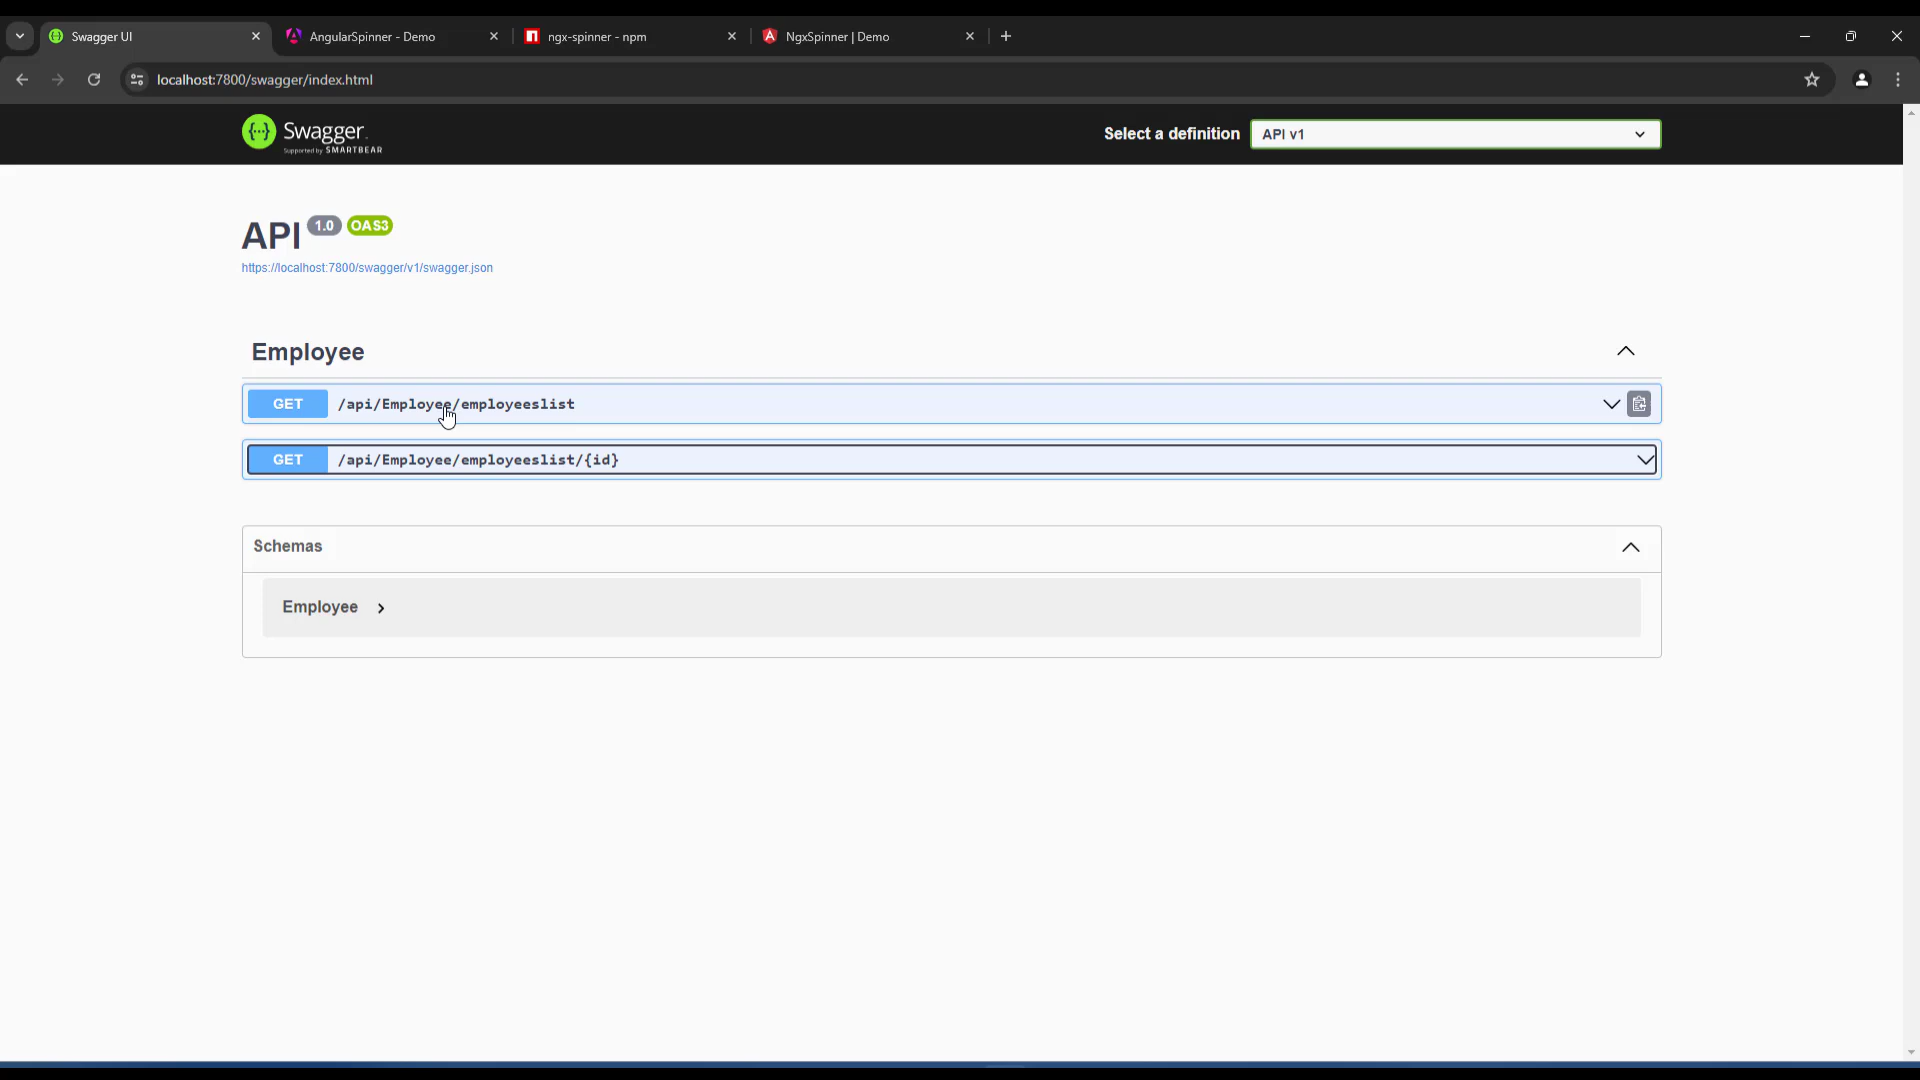 Swagger UI
AngularSpinner - Demo
ngx-spinner - npm
NgxSpinner | Demo
localhost:7800/swagger/index.html
Swagger
Supported by SMARTBEAR
Select a definition
API v1
API 1.0 OAS3
https://localhost:7800/swagger/v1/swagger.json
Employee
GET /api/Employee/employeeslist
GET /api/Employee/employeeslist/{id}
Schemas
Employee